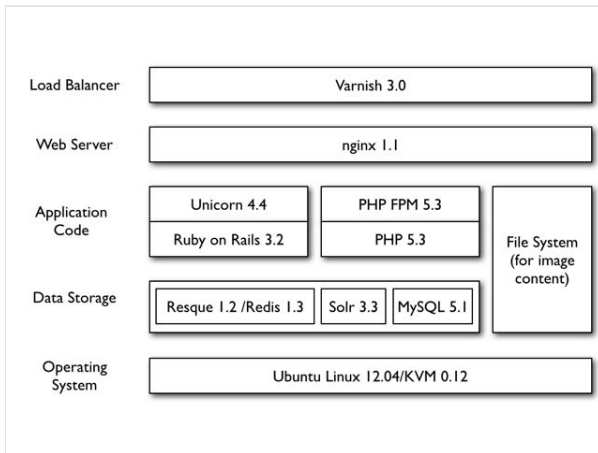 Load Balancer
Varnish 3.0
Web Server
nginx 1.1
Application
Code
Unicorn 4.4
Ruby on Rails 3.2
PHP FPM 5.3
PHP 5.3
File System
(for image
content)
Data Storage
Resque 1.2 /Redis 1.3
Solr 3.3
MySQL 5.1
Operating
System
Ubuntu Linux 12.04/KVM 0.12